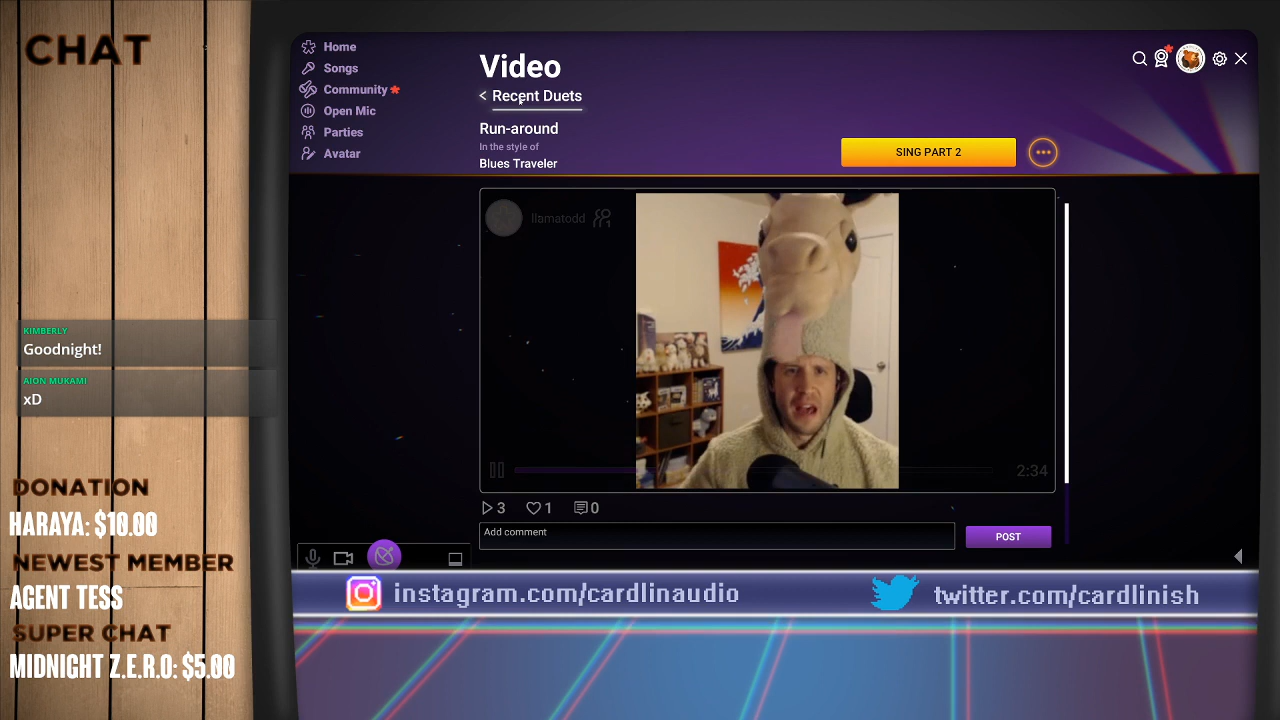 CHAT
KIMBERLY
Goodnight!
AION MUKAMI
xD
DONATION
HARAYA: $10.00
NEWEST MEMBER
AGENT TESS
SUPER CHAT
MIDNIGHT Z.E.R.O: $5.00
Home
Songs
Community
Open Mic
Parties
Avatar
Video
< Recent Duets
Run-around
In the style of
Blues Traveler
SING PART 2
llamatodd
1
2:34
3
1
0
Add comment
POST
instagram.com/cardlinaudio
twitter.com/cardlinish